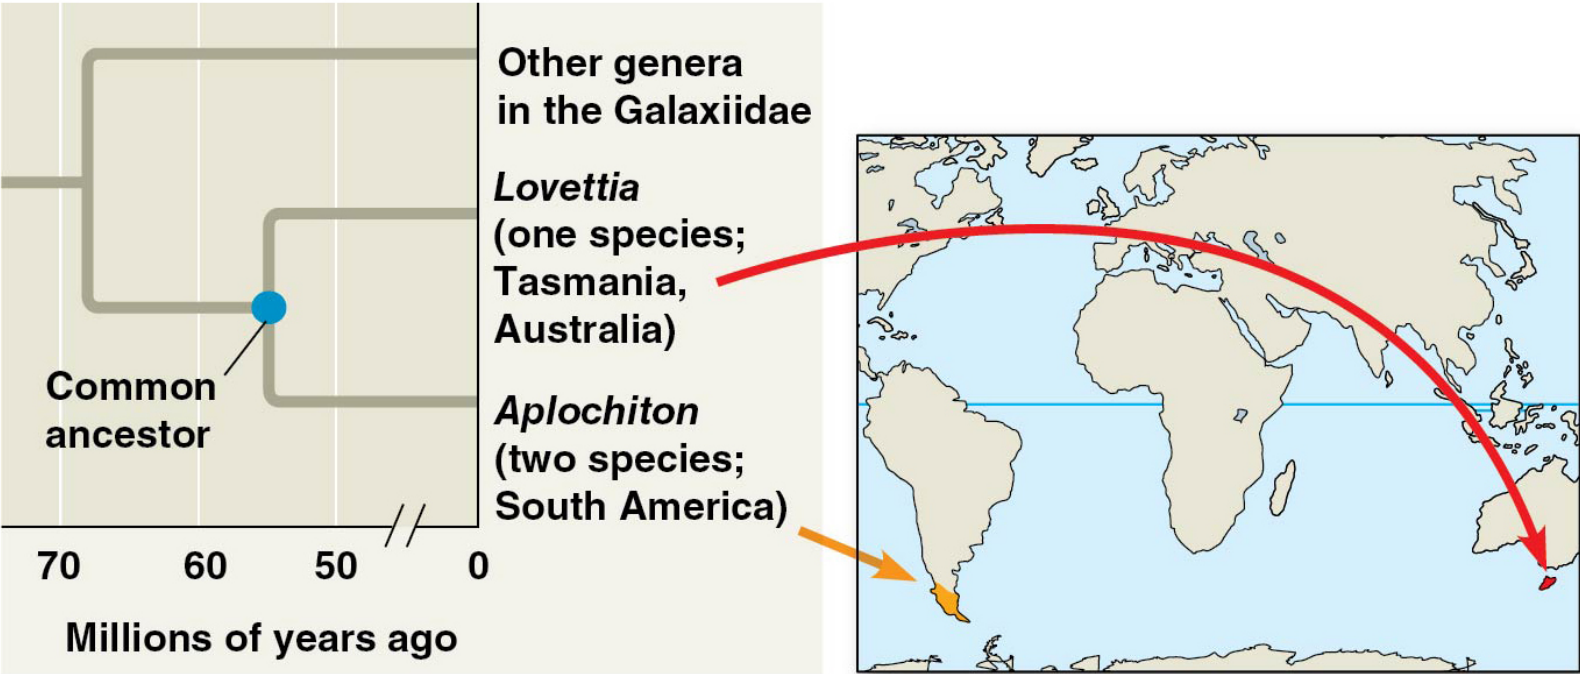 Other genera
in the Galaxiidae
Lovettia
(one species;
Tasmania,
Australia)
Common
ancestor
Aplochiton
(two species;
South America)
70 60 50 0
Millions of years ago